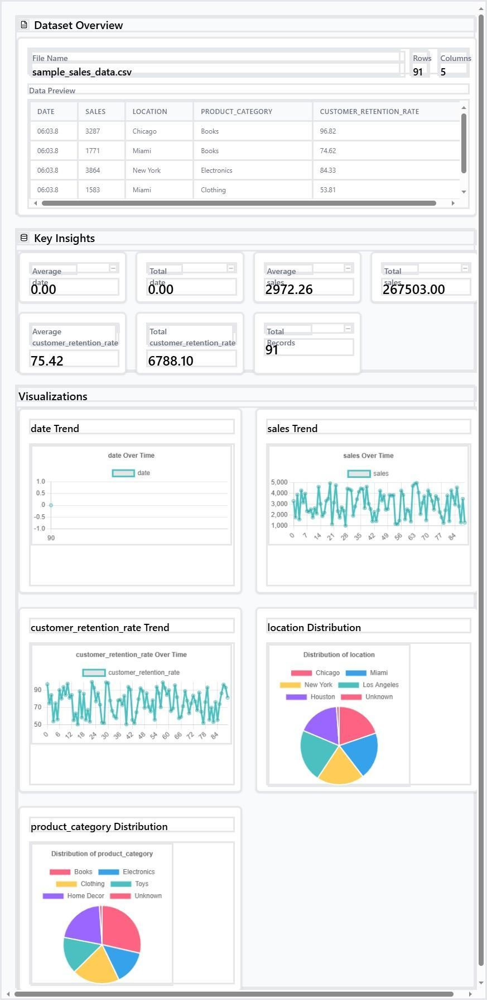 Dataset Overview
File Name
Rows
Columns
sample_sales_data.csv
91
5
Data Preview
DATE SALES LOCATION PRODUCT_CATEGORY CUSTOMER_RETENTION_RATE
06:03.8 3287 Chicago Books 96.82
06:03.8 1771 Miami Books 74.62
06:03.8 3864 New York Electronics 84.33
06:03.8 1583 Miami Clothing 53.81
Key Insights
Average
date
0.00
Total
date
0.00
Average
sales
2972.26
Total
sales
267503.00
Average
customer_retention_rate
75.42
Total
customer_retention_rate
6788.10
Total
Records
91
Visualizations
date Trend
date Over Time
date
1.0
0.5
0
-0.5
-1.0
90
sales Trend
sales Over Time
sales
5,000
4,000
3,000
2,000
1,000
0 7 14 21 28 35 42 49 56 63 70 77 84
customer_retention_rate Trend
customer_retention_rate Over Time
customer_retention_rate
90
70
50
0 6 12 18 24 30 36 42 48 54 60 66 72 78 84
location Distribution
Distribution of location
Chicago Miami
New York Los Angeles
Houston Unknown
product_category Distribution
Distribution of product_category
Books Electronics
Clothing Toys
Home Decor Unknown